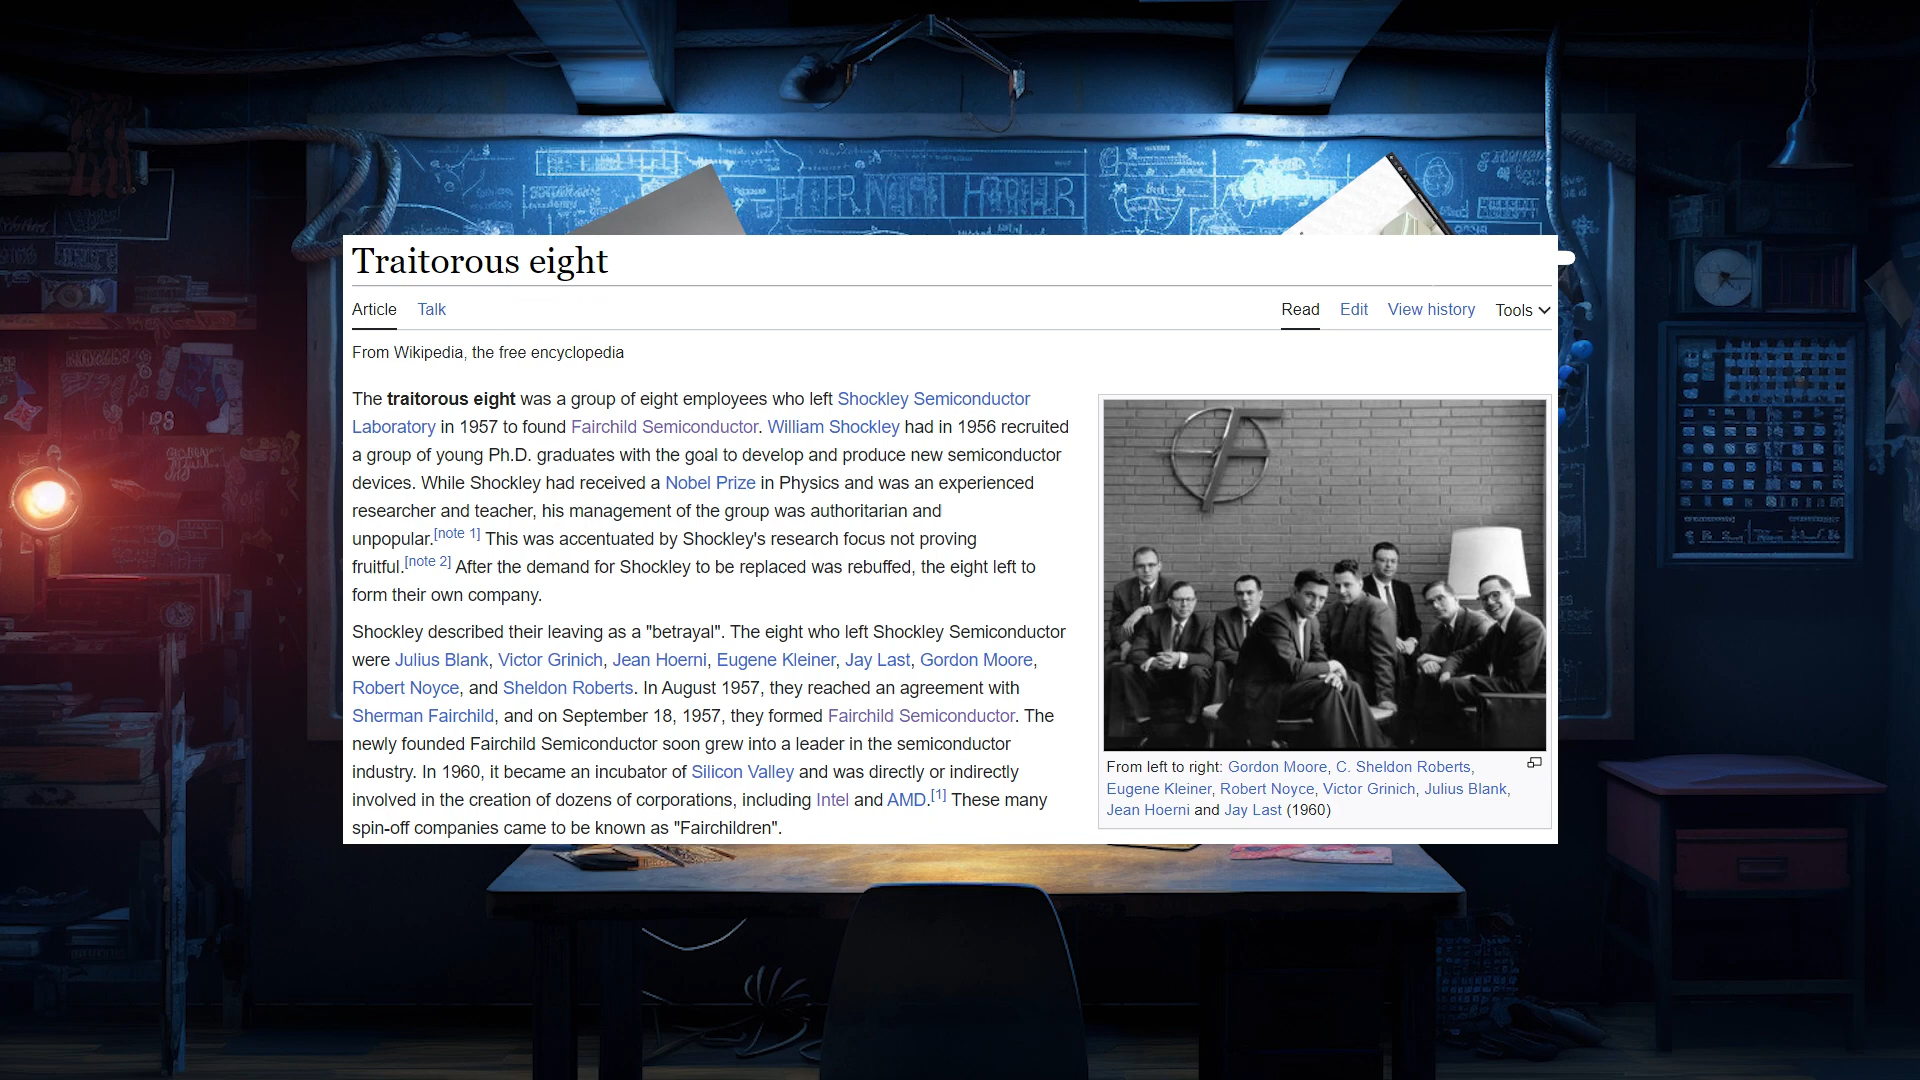 Traitorous eight
Article Talk Read Edit View history Tools
From Wikipedia, the free encyclopedia
The traitorous eight was a group of eight employees who left Shockley Semiconductor
Laboratory in 1957 to found Fairchild Semiconductor. William Shockley had in 1956 recruited
a group of young Ph.D. graduates with the goal to develop and produce new semiconductor
devices. While Shockley had received a Nobel Prize in Physics and was an experienced
researcher and teacher, his management of the group was authoritarian and
unpopular.[note 1] This was accentuated by Shockley's research focus not proving
fruitful.[note 2] After the demand for Shockley to be replaced was rebuffed, the eight left to
form their own company.
Shockley described their leaving as a "betrayal". The eight who left Shockley Semiconductor
were Julius Blank, Victor Grinich, Jean Hoerni, Eugene Kleiner, Jay Last, Gordon Moore,
Robert Noyce, and Sheldon Roberts. In August 1957, they reached an agreement with
Sherman Fairchild, and on September 18, 1957, they formed Fairchild Semiconductor. The
newly founded Fairchild Semiconductor soon grew into a leader in the semiconductor
industry. In 1960, it became an incubator of Silicon Valley and was directly or indirectly
involved in the creation of dozens of corporations, including Intel and AMD.[1] These many
spin-off companies came to be known as "Fairchildren".
From left to right: Gordon Moore, C. Sheldon Roberts,
Eugene Kleiner, Robert Noyce, Victor Grinich, Julius Blank,
Jean Hoerni and Jay Last (1960)